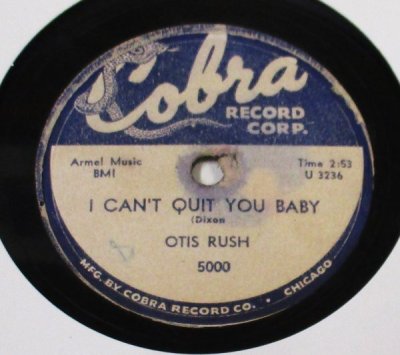 Cobra
RECORD
CORP.
Armel Music
BMI
Time 2:53
U 3236
I CAN'T QUIT YOU BABY
(Dixon
OTIS RUSH
5000
MFG. BY COBRA RECORD CO. • CHICAGO